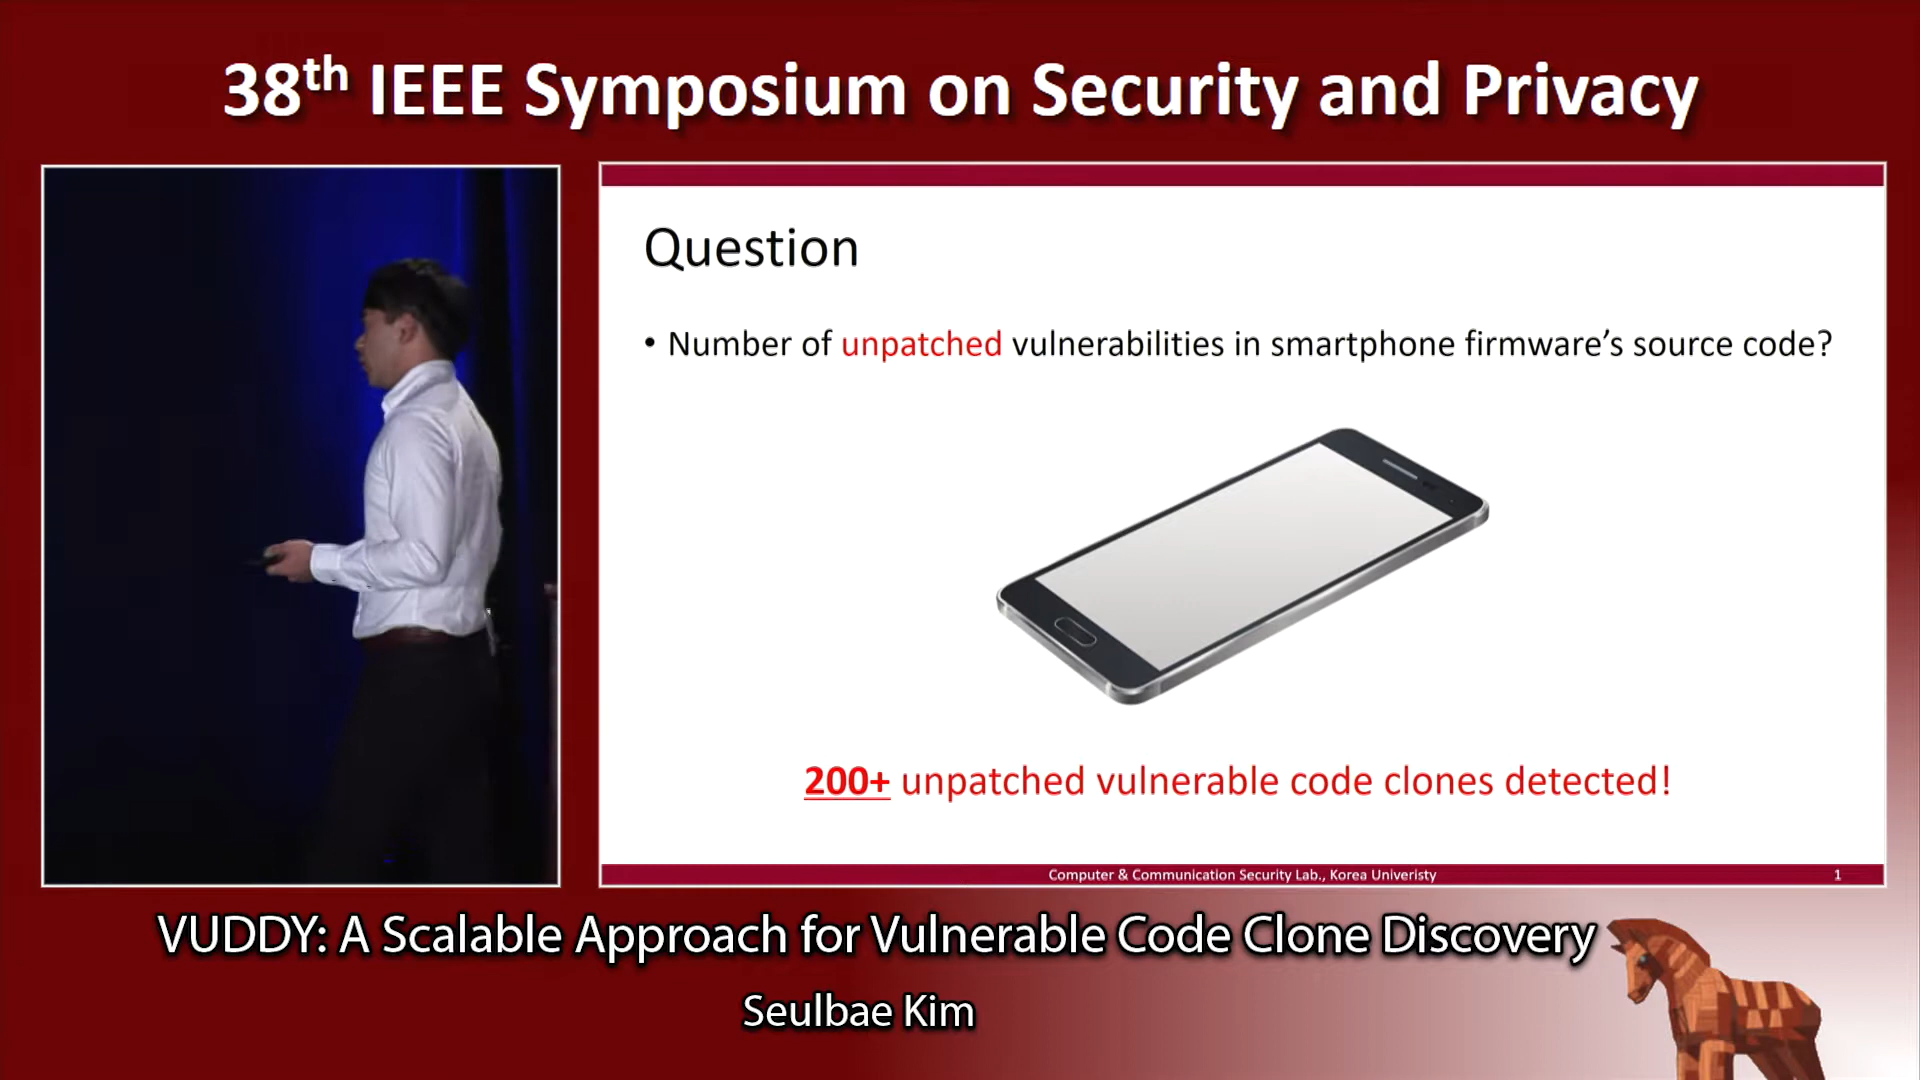 38th IEEE Symposium on Security and Privacy
Question
• Number of unpatched vulnerabilities in smartphone firmware's source code?
200+ unpatched vulnerable code clones detected!
Computer & Communication Security Lab., Korea Univeristy
1
VUDDY: A Scalable Approach for Vulnerable Code Clone Discovery
Seulbae Kim